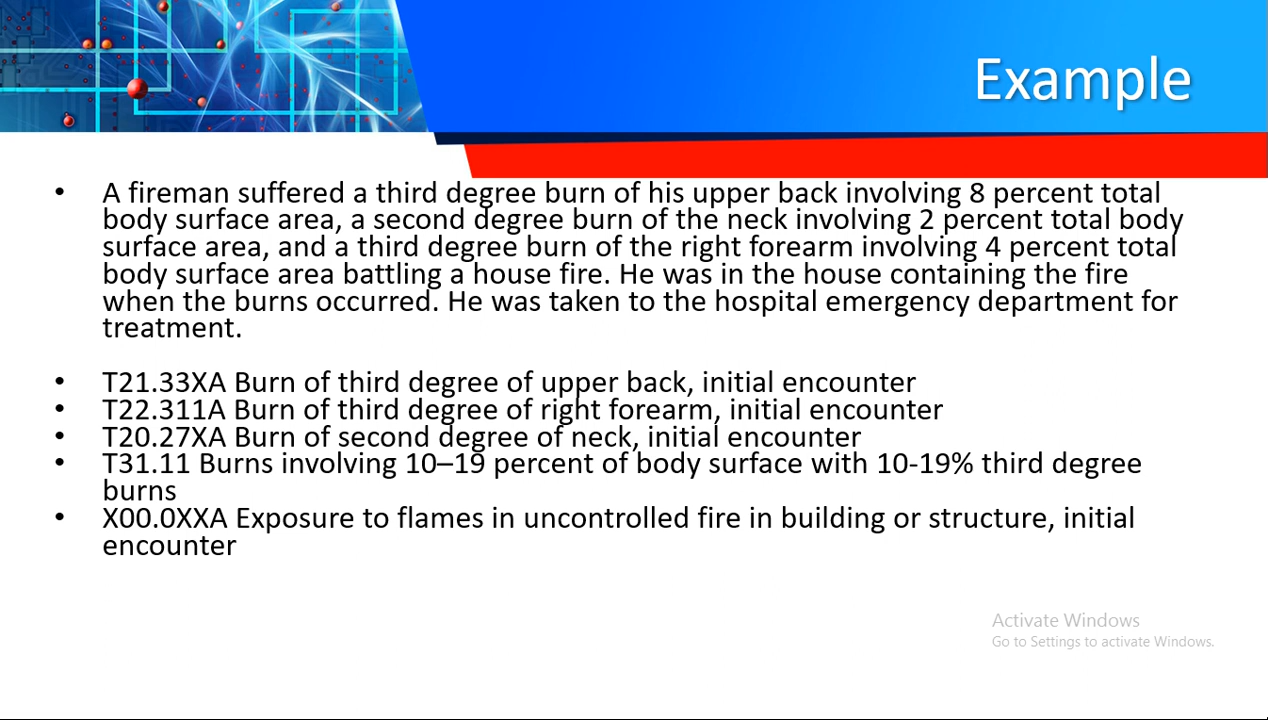 Example
• A fireman suffered a third degree burn of his upper back involving 8 percent total
body surface area, a second degree burn of the neck involving 2 percent total body
surface area, and a third degree burn of the right forearm involving 4 percent total
body surface area battling a house fire. He was in the house containing the fire
when the burns occurred. He was taken to the hospital emergency department for
treatment.
• T21.33XA Burn of third degree of upper back, initial encounter
• T22.311A Burn of third degree of right forearm, initial encounter
• T20.27XA Burn of second degree of neck, initial encounter
• T31.11 Burns involving 10–19 percent of body surface with 10-19% third degree
burns
• X00.0XXA Exposure to flames in uncontrolled fire in building or structure, initial
encounter
Activate Windows
Go to Settings to activate Windows.